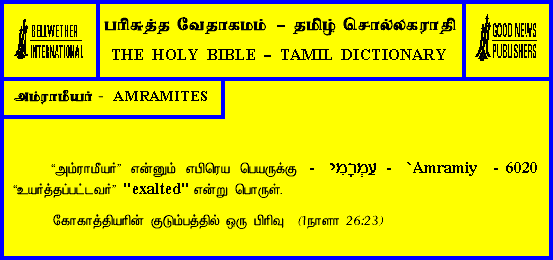 BELLWETHER
INTERNATIONAL
பரிசுத்த வேதாகமம் – தமிழ் சொல்லகராதி
THE HOLY BIBLE – TAMIL DICTIONARY
GOOD NEWS
PUBLISHERS
அம்ராமீயர் - AMRAMITES
“அம்ராமீயர்” என்னும் எபிரெய பெயருக்கு - עַמְרָמִי - `Amramiy - 6020
“உயர்த்தப்பட்டவர்” "exalted" என்று பொருள்.
கோகாத்தியரின் குடும்பத்தில் ஒரு பிரிவு (1நாளா 26:23)